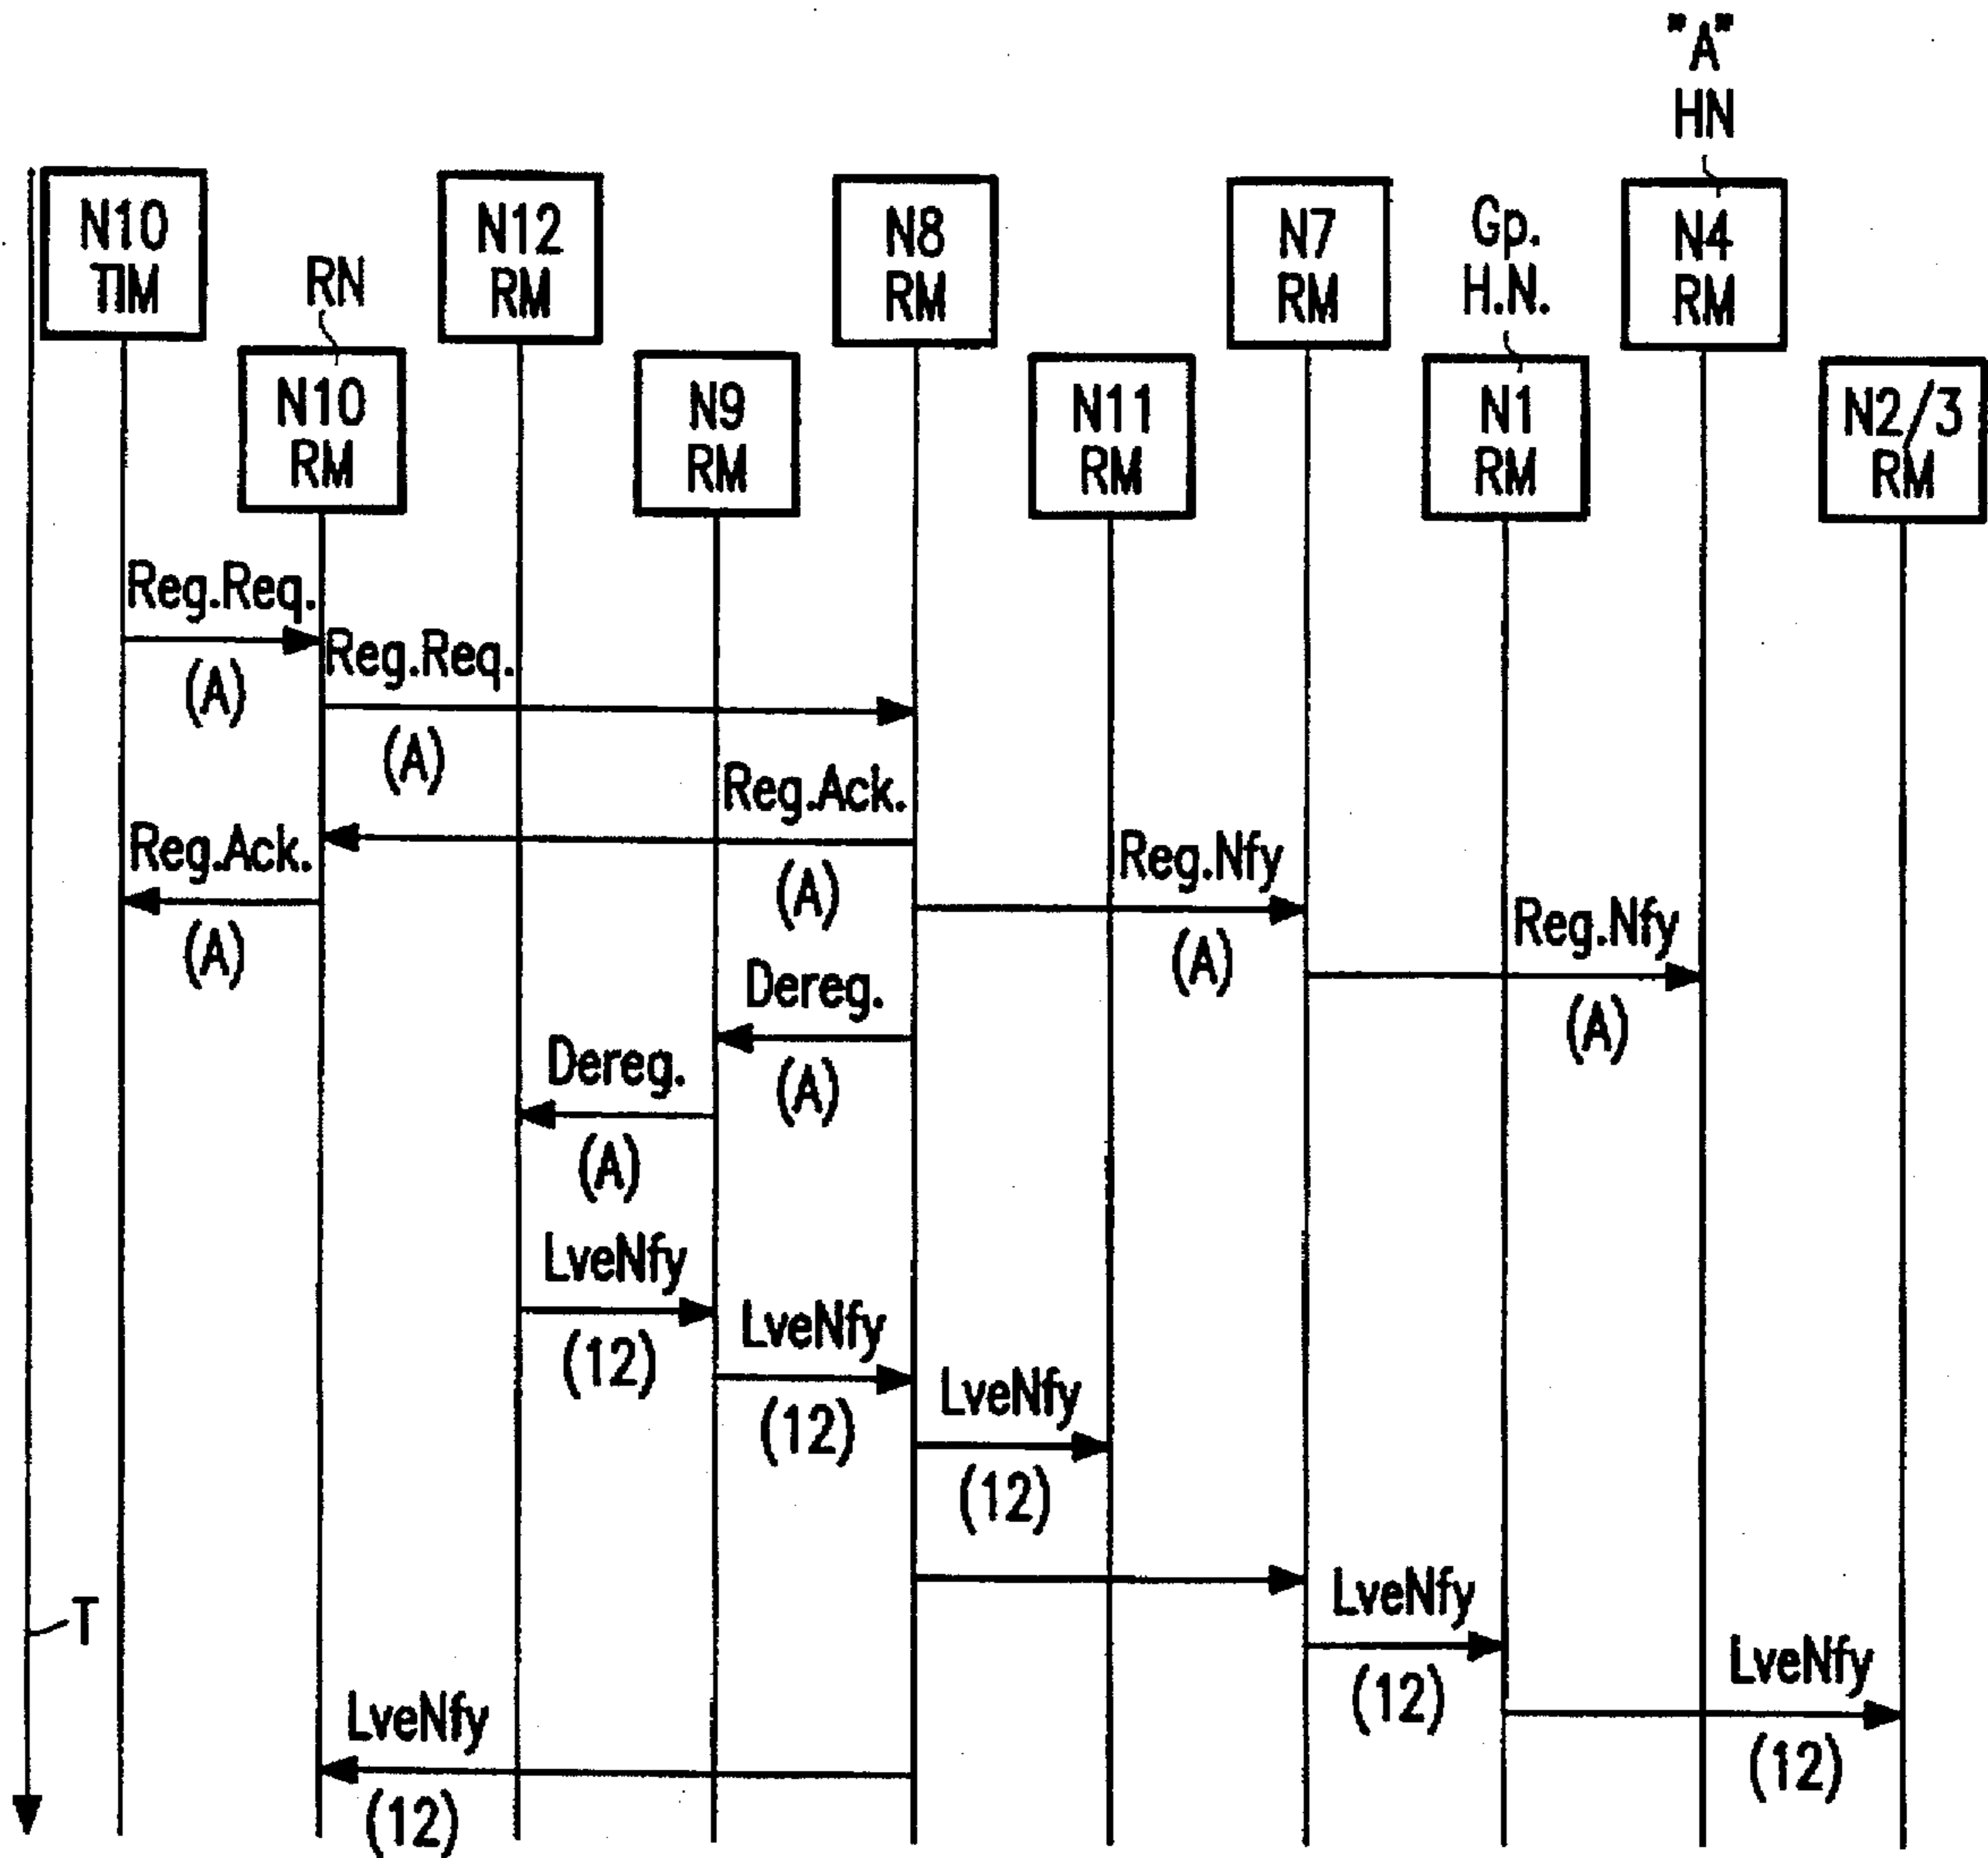 "A"
HN
N10
TIM
RN
N12
RM
N8
RM
N7
RM
Gp.
H.N.
N4
RM
N10
RM
N9
RM
N11
RM
N1
RM
N2/3
RM
Reg.Req.
(A)
Reg.Req.
(A)
Reg.Ack.
(A)
Reg.Ack.
(A)
Reg.Nfy
(A)
Reg.Nfy
(A)
Dereg.
(A)
Dereg.
(A)
LveNfy
(12)
LveNfy
(12)
LveNfy
(12)
LveNfy
(12)
T
LveNfy
(12)
LveNfy
(12)